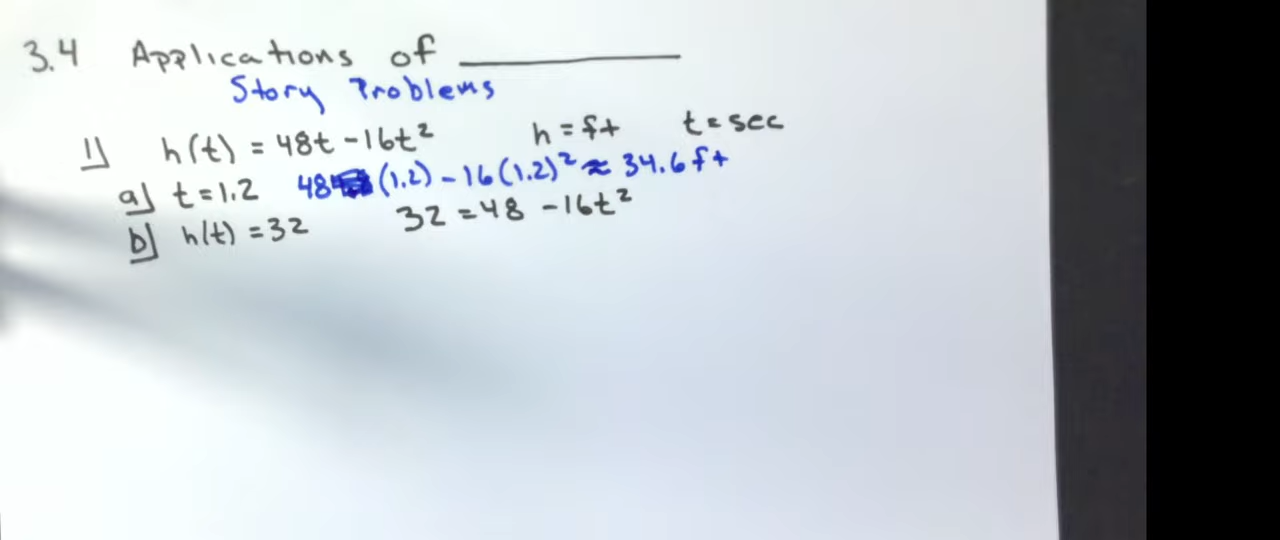 3.4 Applications of __________
Story Problems
1) h(t) = 48t - 16t² h = ft t = sec
a) t = 1.2 48 (1.2) - 16 (1.2)² ≈ 34.6 ft
b) h(t) = 32 32 = 48 - 16t²